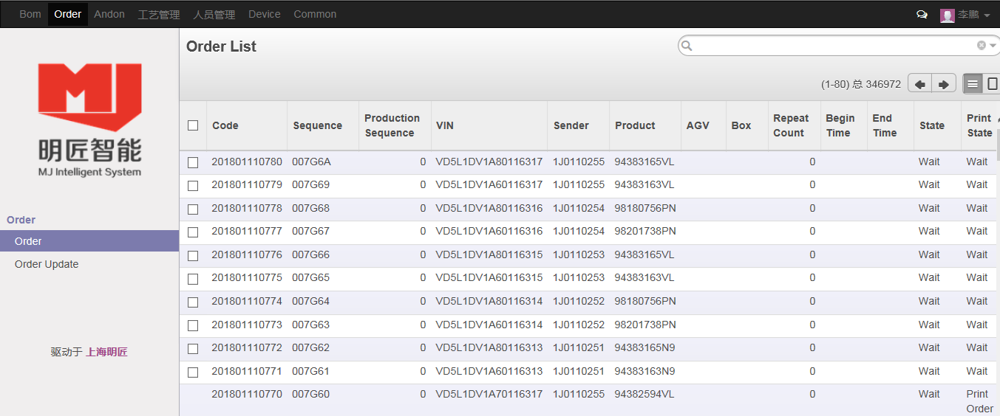 Bom Order Andon 工艺管理 人员管理 Device Common 李鹏
MJ
明匠智能
MJ Intelligent System
Order
Order
Order Update
驱动于 上海明匠
Order List
(1-80) 总 346972
Code Sequence Production Sequence VIN Sender Product AGV Box Repeat Count Begin Time End Time State Print State
201801110780 007G6A 0 VD5L1DV1A80116317 1J0110255 94383165VL 0 Wait Wait
201801110779 007G69 0 VD5L1DV1A60116317 1J0110255 94383163VL 0 Wait Wait
201801110778 007G68 0 VD5L1DV1A80116316 1J0110254 98180756PN 0 Wait Wait
201801110777 007G67 0 VD5L1DV1A60116316 1J0110254 98201738PN 0 Wait Wait
201801110776 007G66 0 VD5L1DV1A80116315 1J0110253 94383165VL 0 Wait Wait
201801110775 007G65 0 VD5L1DV1A60116315 1J0110253 94383163VL 0 Wait Wait
201801110774 007G64 0 VD5L1DV1A80116314 1J0110252 98180756PN 0 Wait Wait
201801110773 007G63 0 VD5L1DV1A60116314 1J0110252 98201738PN 0 Wait Wait
201801110772 007G62 0 VD5L1DV1A80116313 1J0110251 94383165N9 0 Wait Wait
201801110771 007G61 0 VD5L1DV1A60116313 1J0110251 94383163N9 0 Wait Wait
201801110770 007G60 0 VD5L1DV1A70116317 1J0110255 94382594VL 0 Wait Print Order